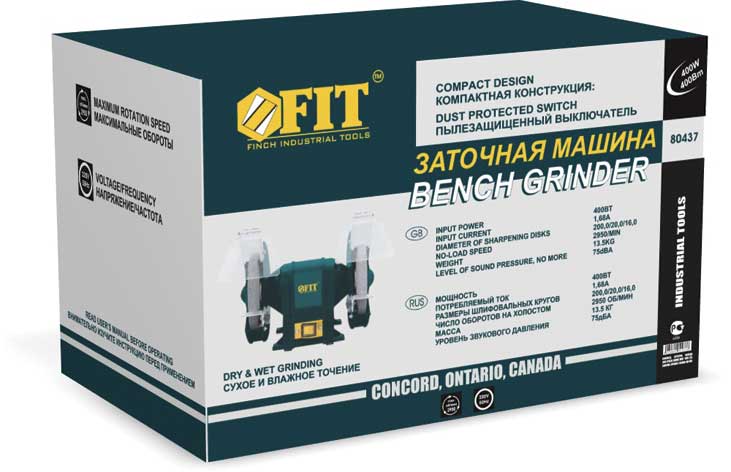 MAXIMUM ROTATION SPEED
МАКСИМАЛЬНЫЕ ОБОРОТЫ
VOLTAGE/FREQUENCY
НАПРЯЖЕНИЕ/ЧАСТОТА
READ USER'S MANUAL BEFORE OPERATING
ВНИМАТЕЛЬНО ИЗУЧИТЕ ИНСТРУКЦИЮ ПЕРЕД ПРИМЕНЕНИЕМ
FIT TM
FINCH INDUSTRIAL TOOLS
COMPACT DESIGN
КОМПАКТНАЯ КОНСТРУКЦИЯ:
DUST PROTECTED SWITCH
ПЫЛЕЗАЩИЩЕННЫЙ ВЫКЛЮЧАТЕЛЬ
ЗАТОЧНАЯ МАШИНА
BENCH GRINDER
GB
INPUT POWER 400ВТ
INPUT CURRENT 1,68A
DIAMETER OF SHARPENING DISKS 200,0/20,0/16,0
NO-LOAD SPEED 2950/MIN
WEIGHT 13.5KG
LEVEL OF SOUND PRESSURE, NO MORE 75dBA
RUS
МОЩНОСТЬ 400ВТ
ПОТРЕБЛЯЕМЫЙ ТОК 1,68А
РАЗМЕРЫ ШЛИФОВАЛЬНЫХ КРУГОВ 200,0/20,0/16,0
ЧИСЛО ОБОРОТОВ НА ХОЛОСТОМ 2950 ОБ/МИН
МАССА 13.5 КГ
УРОВЕНЬ ЗВУКОВОГО ДАВЛЕНИЯ 75дБА
FIT
DRY & WET GRINDING
СУХОЕ И ВЛАЖНОЕ ТОЧЕНИЕ
CONCORD, ONTARIO, CANADA
220V
50Hz
400W
400Вт
80437
INDUSTRIAL TOOLS